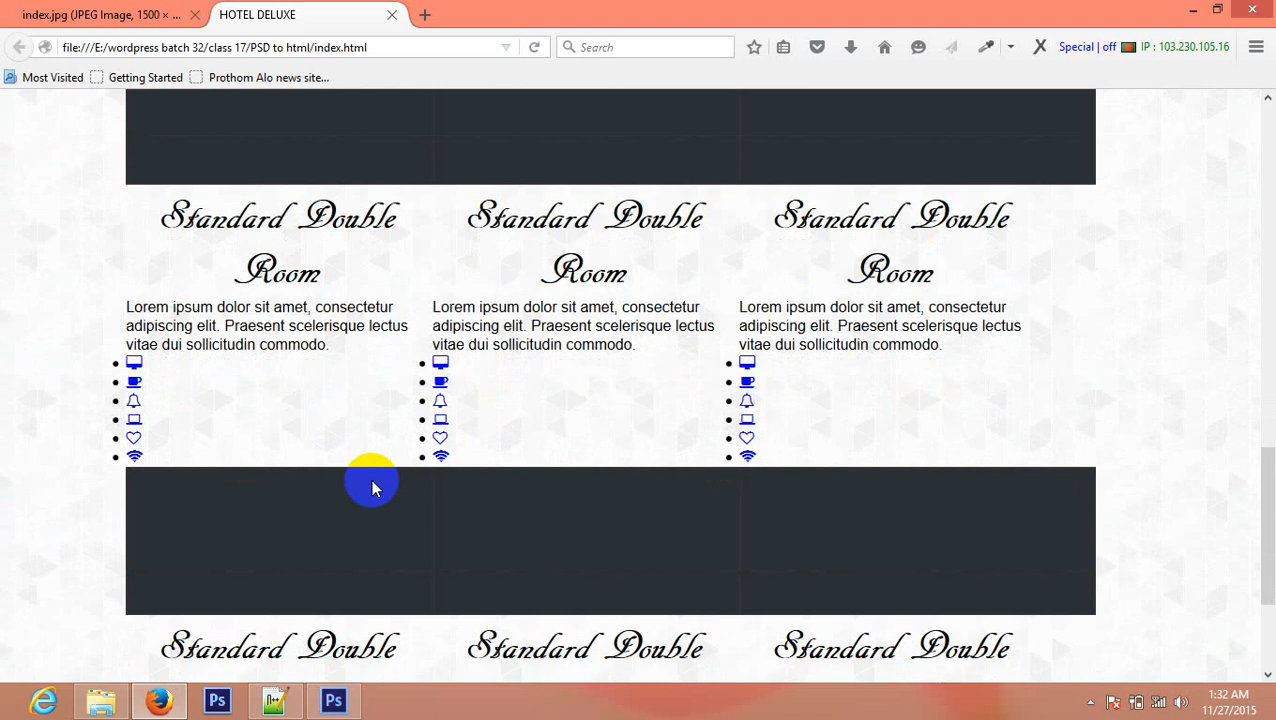 index.jpg (JPEG Image, 1500 × ...
HOTEL DELUXE
file:///E:/wordpress batch 32/class 17/PSD to html/index.html
Search
Special | off
IP : 103.230.105.16
Most Visited
Getting Started
Prothom Alo news site...
Standard Double Standard Double Standard Double
Room Room Room
Lorem ipsum dolor sit amet, consectetur Lorem ipsum dolor sit amet, consectetur Lorem ipsum dolor sit amet, consectetur
adipiscing elit. Praesent scelerisque lectus adipiscing elit. Praesent scelerisque lectus adipiscing elit. Praesent scelerisque lectus
vitae dui sollicitudin commodo. vitae dui sollicitudin commodo. vitae dui sollicitudin commodo.
Standard Double Standard Double Standard Double
Ps
Ps
1:32 AM
11/27/2015